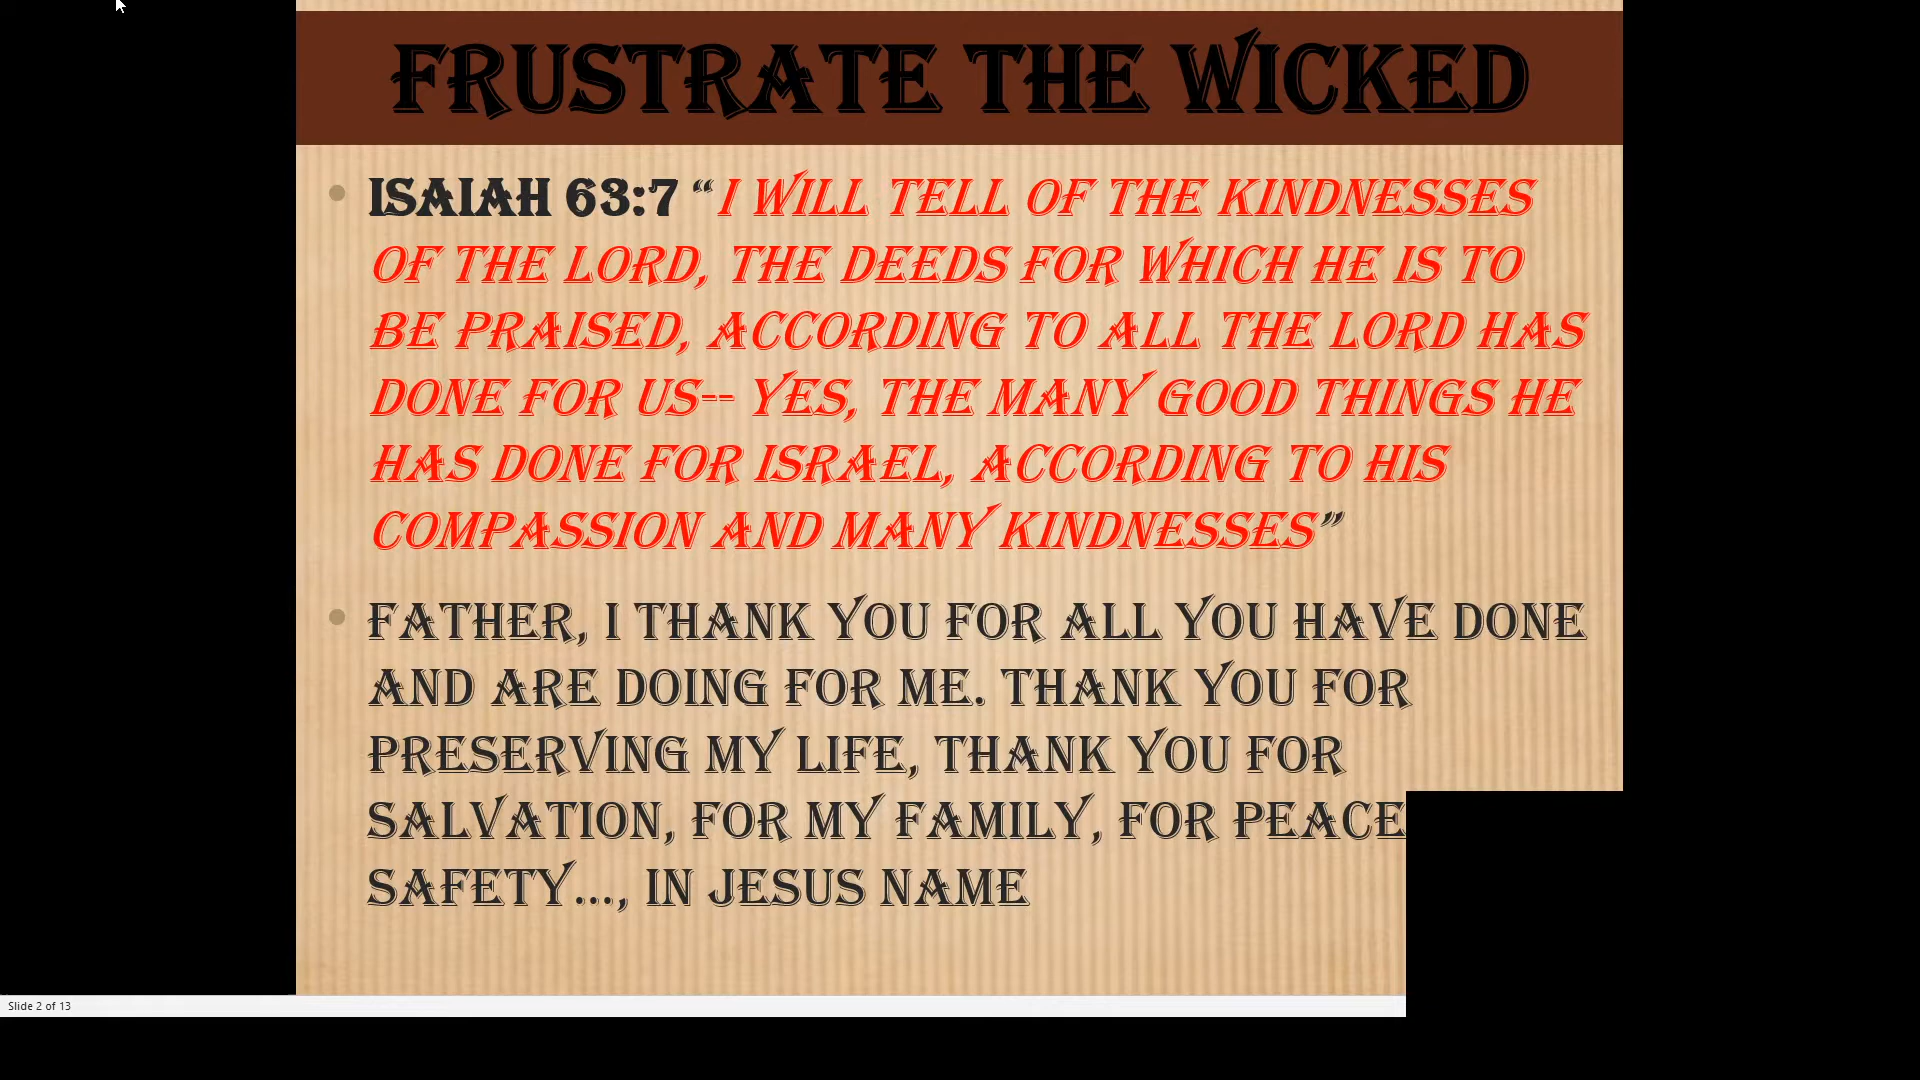 FRUSTRATE THE WICKED
ISAIAH 63:7 “I WILL TELL OF THE KINDNESSES
OF THE LORD, THE DEEDS FOR WHICH HE IS TO
BE PRAISED, ACCORDING TO ALL THE LORD HAS
DONE FOR US-- YES, THE MANY GOOD THINGS HE
HAS DONE FOR ISRAEL, ACCORDING TO HIS
COMPASSION AND MANY KINDNESSES”
FATHER, I THANK YOU FOR ALL YOU HAVE DONE
AND ARE DOING FOR ME. THANK YOU FOR
PRESERVING MY LIFE, THANK YOU FOR
SALVATION, FOR MY FAMILY, FOR PEACE
SAFETY…, IN JESUS NAME
Slide 2 of 13